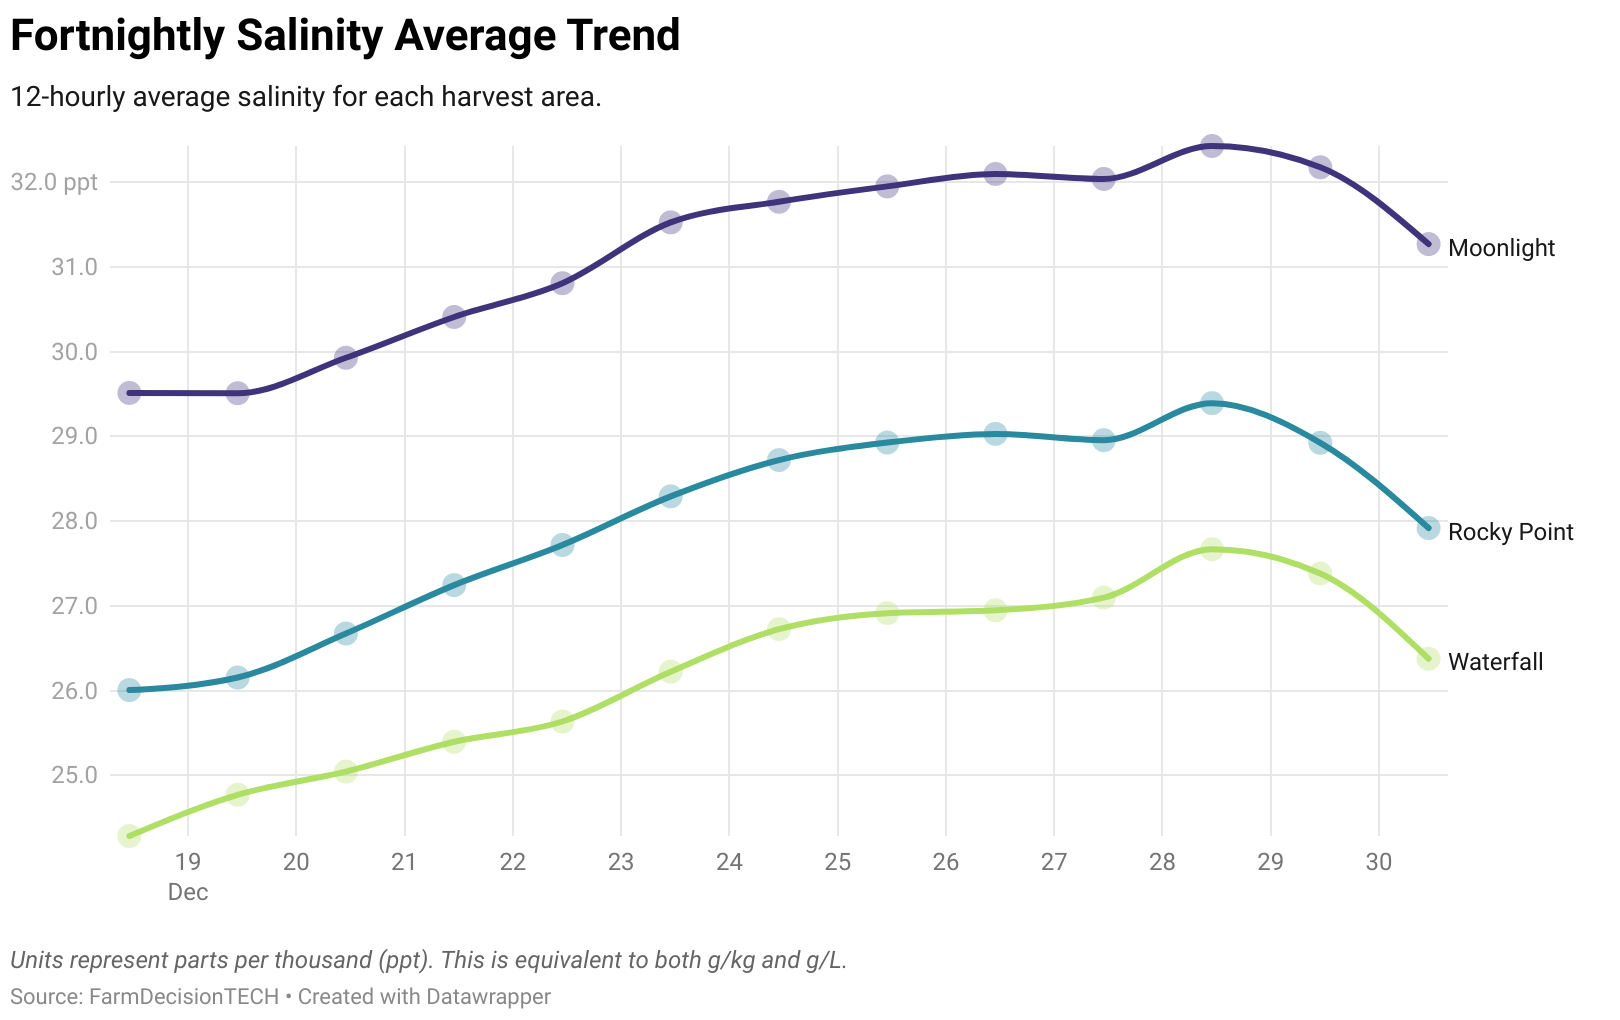 Fortnightly Salinity Average Trend
12-hourly average salinity for each harvest area.
32.0 ppt
31.0
30.0
29.0
28.0
27.0
26.0
25.0
Moonlight
Rocky Point
Waterfall
19 20 21 22 23 24 25 26 27 28 29 30
Dec
Units represent parts per thousand (ppt). This is equivalent to both g/kg and g/L.
Source: FarmDecisionTECH • Created with Datawrapper